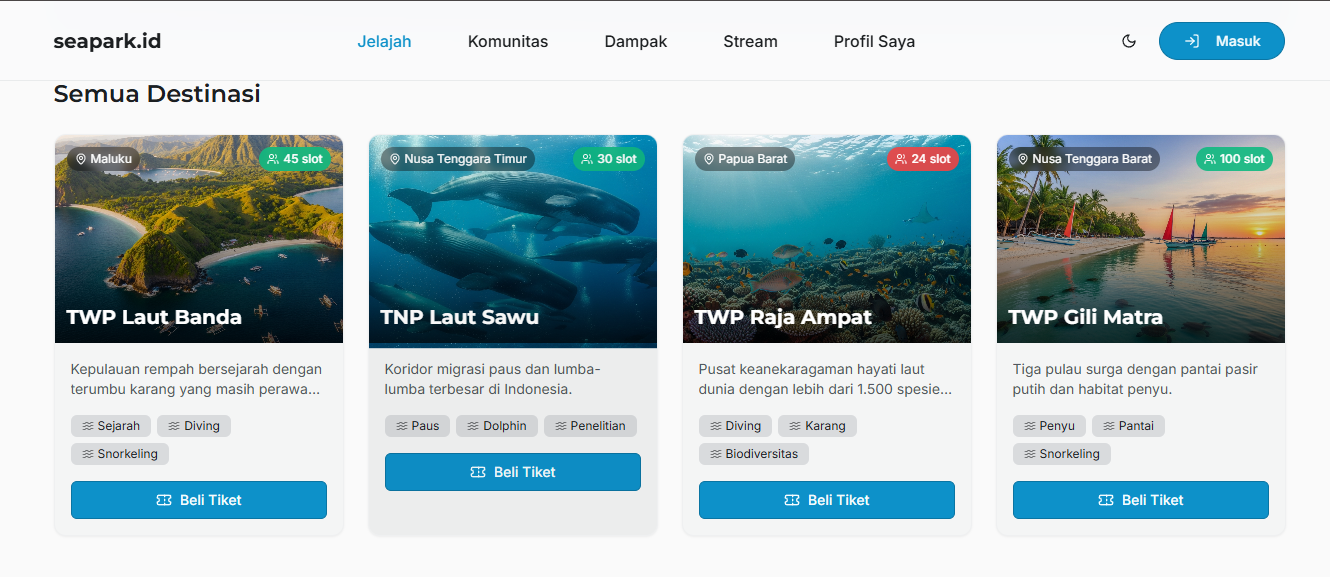 seapark.id
Jelajah
Komunitas
Dampak
Stream
Profil Saya
Masuk
Semua Destinasi
Maluku
45 slot
TWP Laut Banda
Kepulauan rempah bersejarah dengan
terumbu karang yang masih perawa...
Sejarah
Diving
Snorkeling
Beli Tiket
Nusa Tenggara Timur
30 slot
TNP Laut Sawu
Koridor migrasi paus dan lumba-
lumba terbesar di Indonesia.
Paus
Dolphin
Penelitian
Beli Tiket
Papua Barat
24 slot
TWP Raja Ampat
Pusat keanekaragaman hayati laut
dunia dengan lebih dari 1.500 spesie...
Diving
Karang
Biodiversitas
Beli Tiket
Nusa Tenggara Barat
100 slot
TWP Gili Matra
Tiga pulau surga dengan pantai pasir
putih dan habitat penyu.
Penyu
Pantai
Snorkeling
Beli Tiket